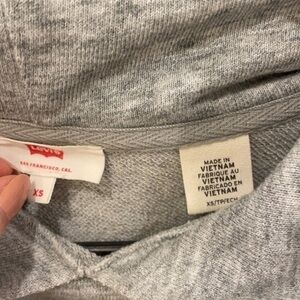 Levi's
SAN FRANCISCO, CAL.
XS
MADE IN
VIETNAM
FABRIQUÉ AU
VIETNAM
FABRICADO EN
VIETNAM
XS/TP/ECH